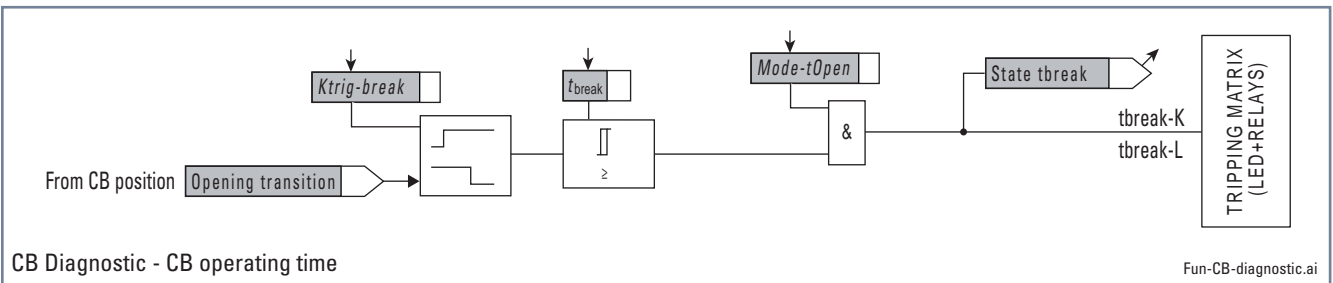 Ktrig-break
tbreak
Mode-tOpen
State tbreak
TRIPPING MATRIX
(LED+RELAYS)
&
tbreak-K
tbreak-L
≥
From CB position
Opening transition
CB Diagnostic - CB operating time
Fun-CB-diagnostic.ai